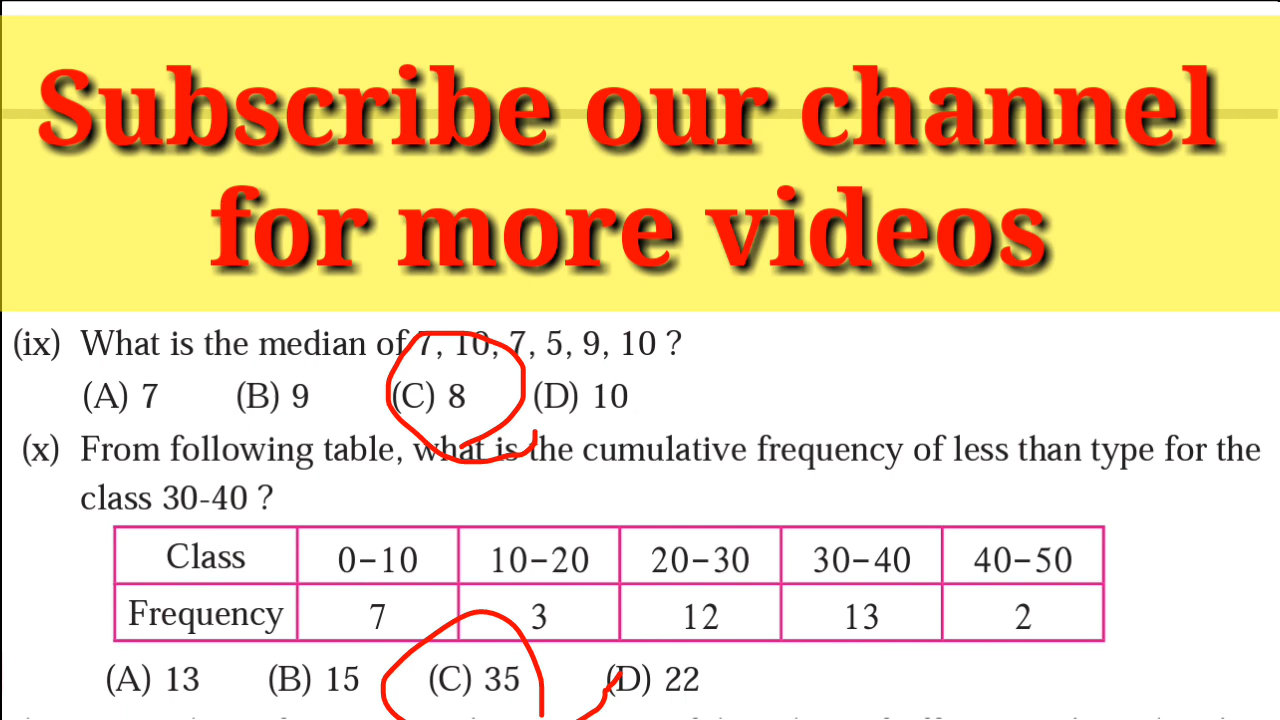 Subscribe our channel
for more videos
(ix) What is the median of 7, 10, 7, 5, 9, 10 ?
(A) 7 (B) 9 (C) 8 (D) 10
(x) From following table, what is the cumulative frequency of less than type for the
class 30-40 ?
Class 0-10 10-20 20-30 30-40 40-50
Frequency 7 3 12 13 2
(A) 13 (B) 15 (C) 35 (D) 22